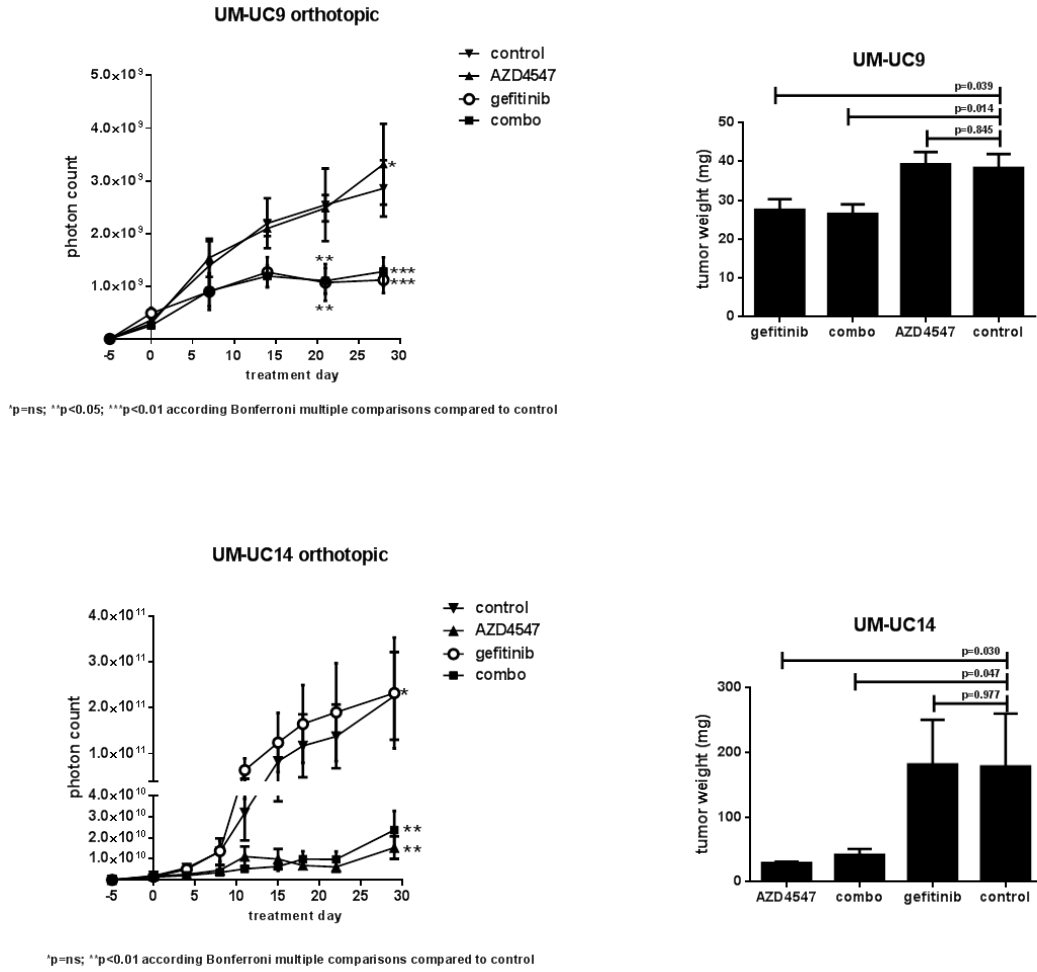 UM-UC9 orthotopic
control
AZD4547
gefitinib
combo
5.0×10⁹
4.0×10⁹
3.0×10⁹
2.0×10⁹
1.0×10⁹
photon count
*
**
***
***
**
-5 0 5 10 15 20 25 30
treatment day
*p=ns; **p<0.05; ***p<0.01 according Bonferroni multiple comparisons compared to control
UM-UC9
p=0.039
p=0.014
p=0.845
50
40
30
20
10
0
tumor weight (mg)
gefitinib combo AZD4547 control
UM-UC14 orthotopic
control
AZD4547
gefitinib
combo
4.0×10¹¹
3.0×10¹¹
2.0×10¹¹
1.0×10¹¹
4.0×10¹⁰
3.0×10¹⁰
2.0×10¹⁰
1.0×10¹⁰
photon count
*
**
**
-5 0 5 10 15 20 25 30
treatment day
*p=ns; **p<0.01 according Bonferroni multiple comparisons compared to control
UM-UC14
p=0.030
p=0.047
p=0.977
300
200
100
0
tumor weight (mg)
AZD4547 combo gefitinib control